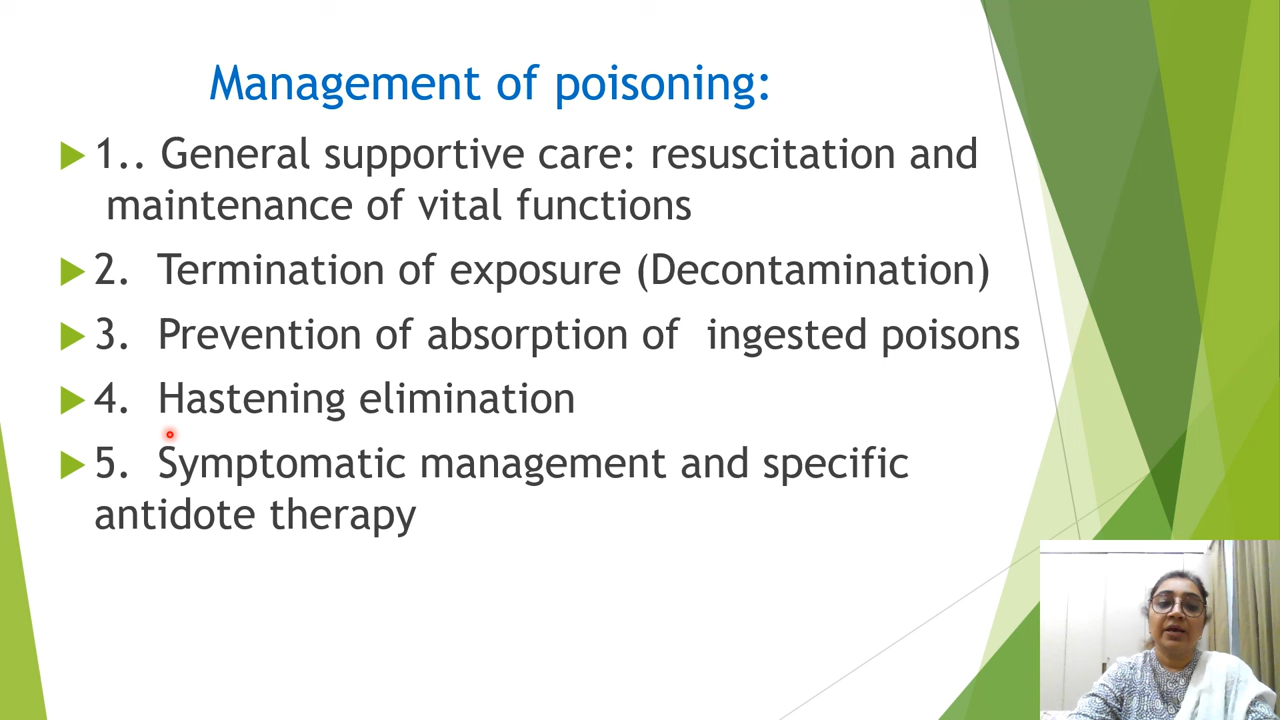 Management of poisoning:
1.. General supportive care: resuscitation and
maintenance of vital functions
2. Termination of exposure (Decontamination)
3. Prevention of absorption of ingested poisons
4. Hastening elimination
5. Symptomatic management and specific
antidote therapy